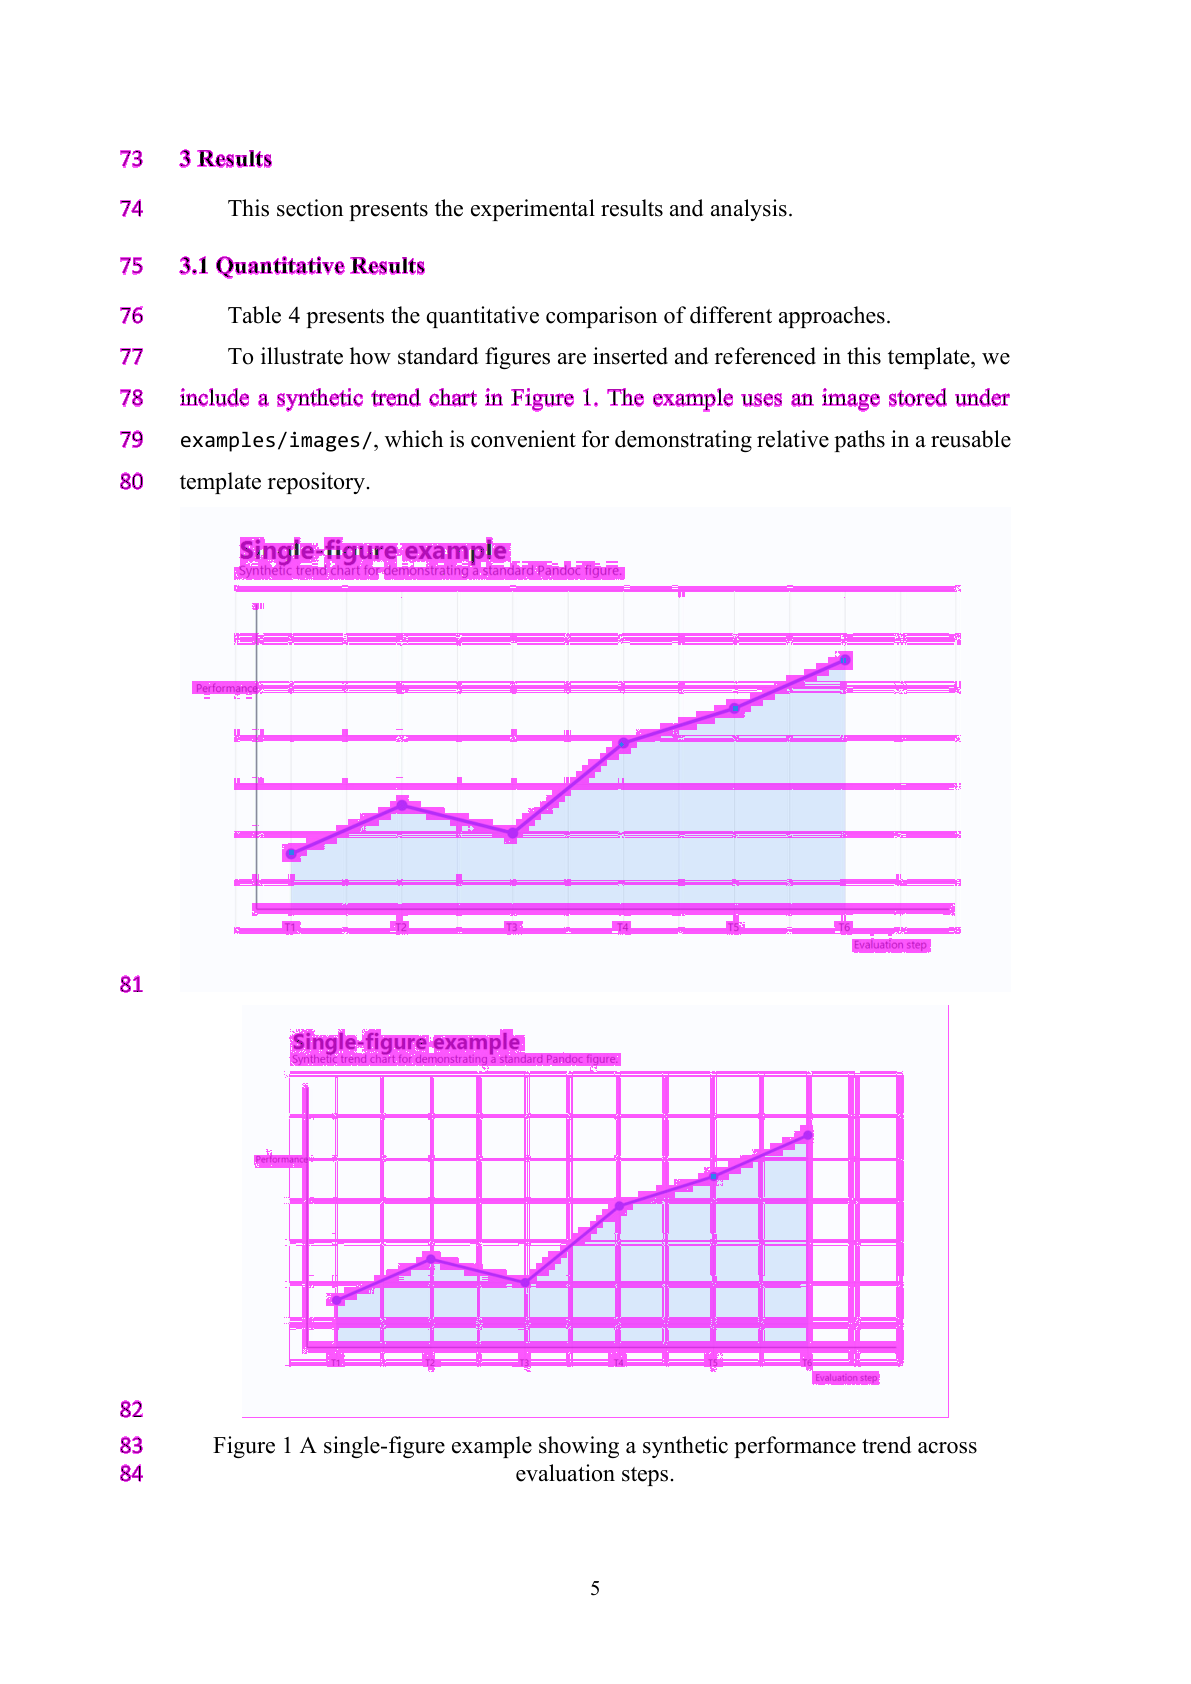 73 3 Results
74 This section presents the experimental results and analysis.
75 3.1 Quantitative Results
76 Table 4 presents the quantitative comparison of different approaches.
77 To illustrate how standard figures are inserted and referenced in this template, we
78 include a synthetic trend chart in Figure 1. The example uses an image stored under
79 examples/images/, which is convenient for demonstrating relative paths in a reusable
80 template repository.
Single-figure example
Synthetic trend chart for demonstrating a standard Pandoc figure.
Performance
T1 T2 T3 T4 T5 T6
Evaluation step
81
Single-figure example
Synthetic trend chart for demonstrating a standard Pandoc figure.
Performance
T1 T2 T3 T4 T5 T6
Evaluation step
82
83 Figure 1 A single-figure example showing a synthetic performance trend across
84 evaluation steps.
5